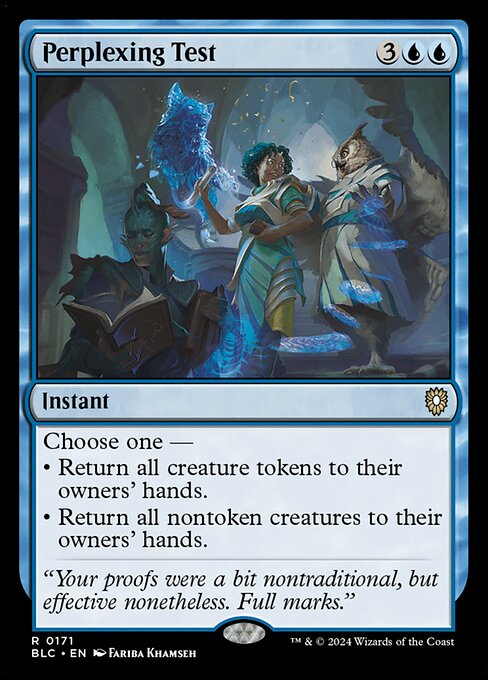 Perplexing Test 3
Instant
Choose one —
• Return all creature tokens to their
owners' hands.
• Return all nontoken creatures to their
owners' hands.
“Your proofs were a bit nontraditional, but
effective nonetheless. Full marks.”
R 0171 ™ & © 2024 Wizards of the Coast
BLC • EN Fariba Khamseh